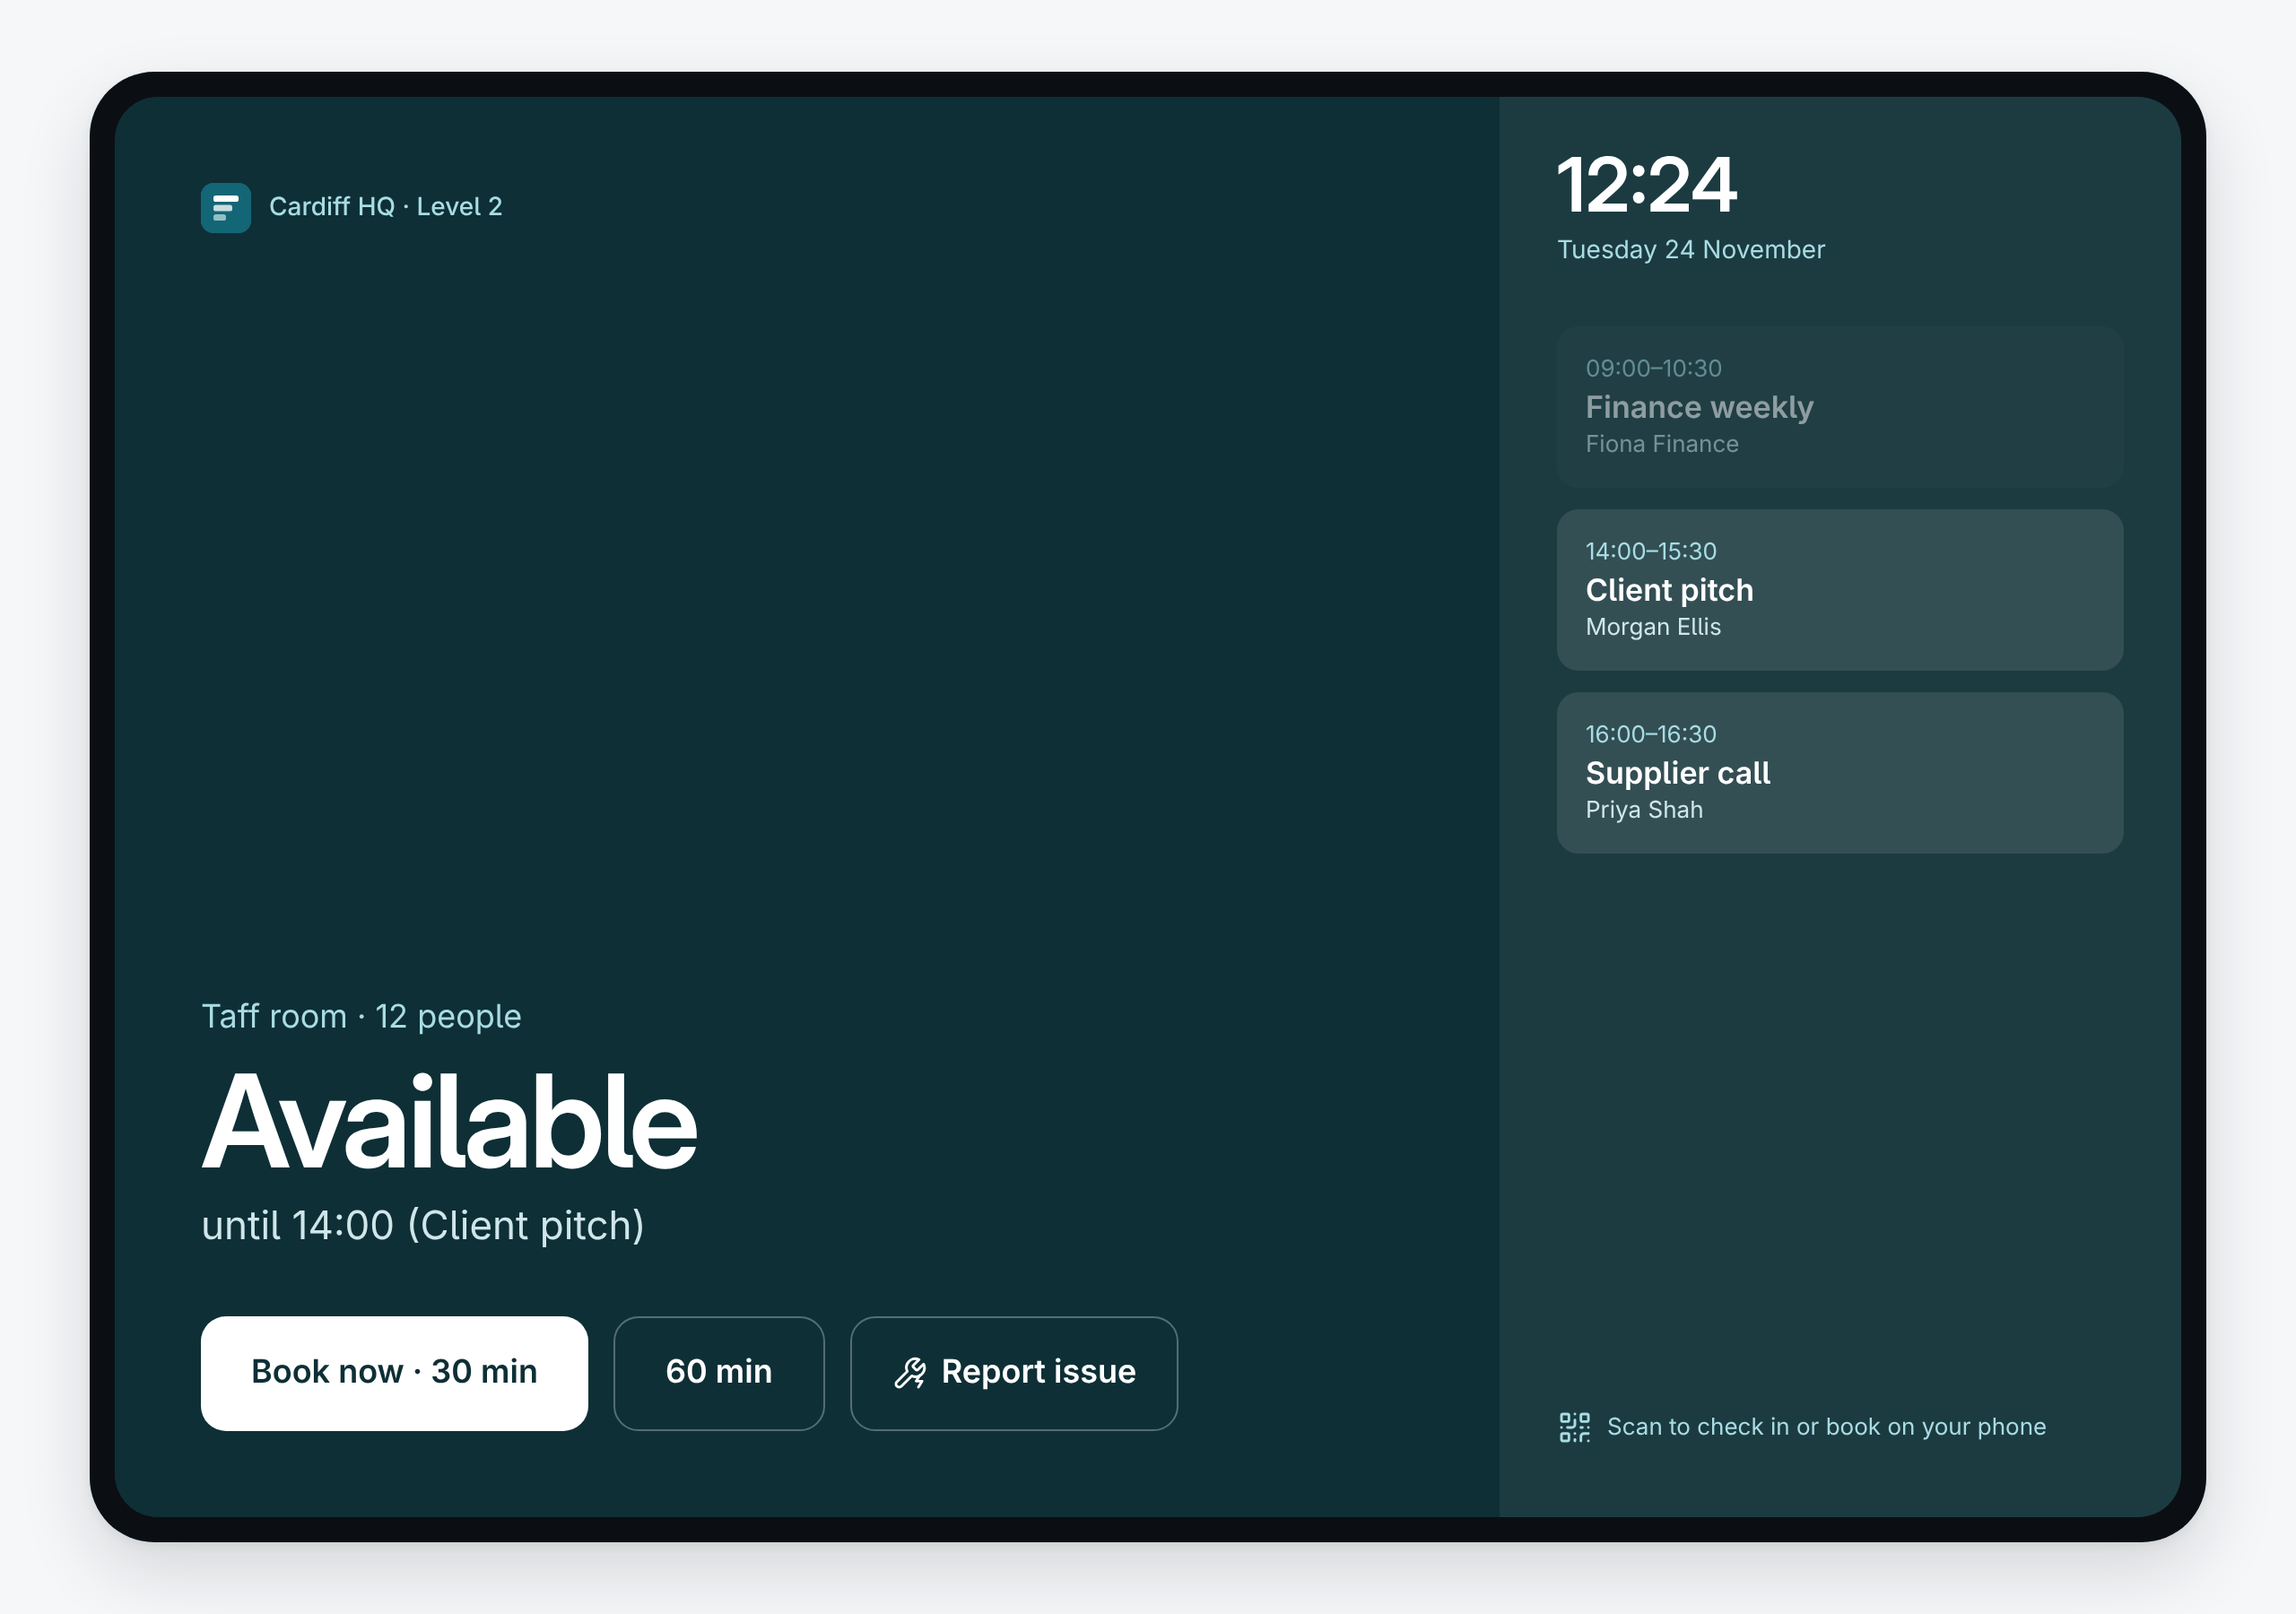 Cardiff HQ · Level 2
Taff room · 12 people
Available
until 14:00 (Client pitch)
Book now · 30 min
60 min
Report issue
12:24
Tuesday 24 November
09:00–10:30
Finance weekly
Fiona Finance
14:00–15:30
Client pitch
Morgan Ellis
16:00–16:30
Supplier call
Priya Shah
Scan to check in or book on your phone